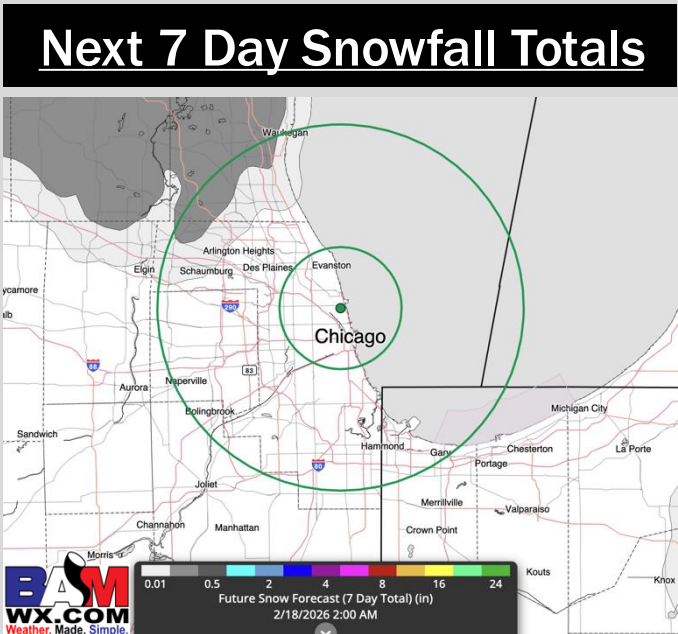 Next 7 Day Snowfall Totals
Waukegan
Arlington Heights
Elgin
Schaumburg
Des Plaines
Evanston
ycamore
alb
290
Chicago
88
83
Aurora
Naperville
Bolingbrook
Michigan City
Sandwich
Hammond
Gary
Chesterton
La Porte
80
Portage
Joliet
Merrillville
Valparaiso
Channahon
Manhattan
Crown Point
Morris
Kouts
Knox
0.01 0.5 2 4 8 16 24
Future Snow Forecast (7 Day Total) (in)
2/18/2026 2:00 AM
BAM
WX.COM
Weather. Made. Simple.